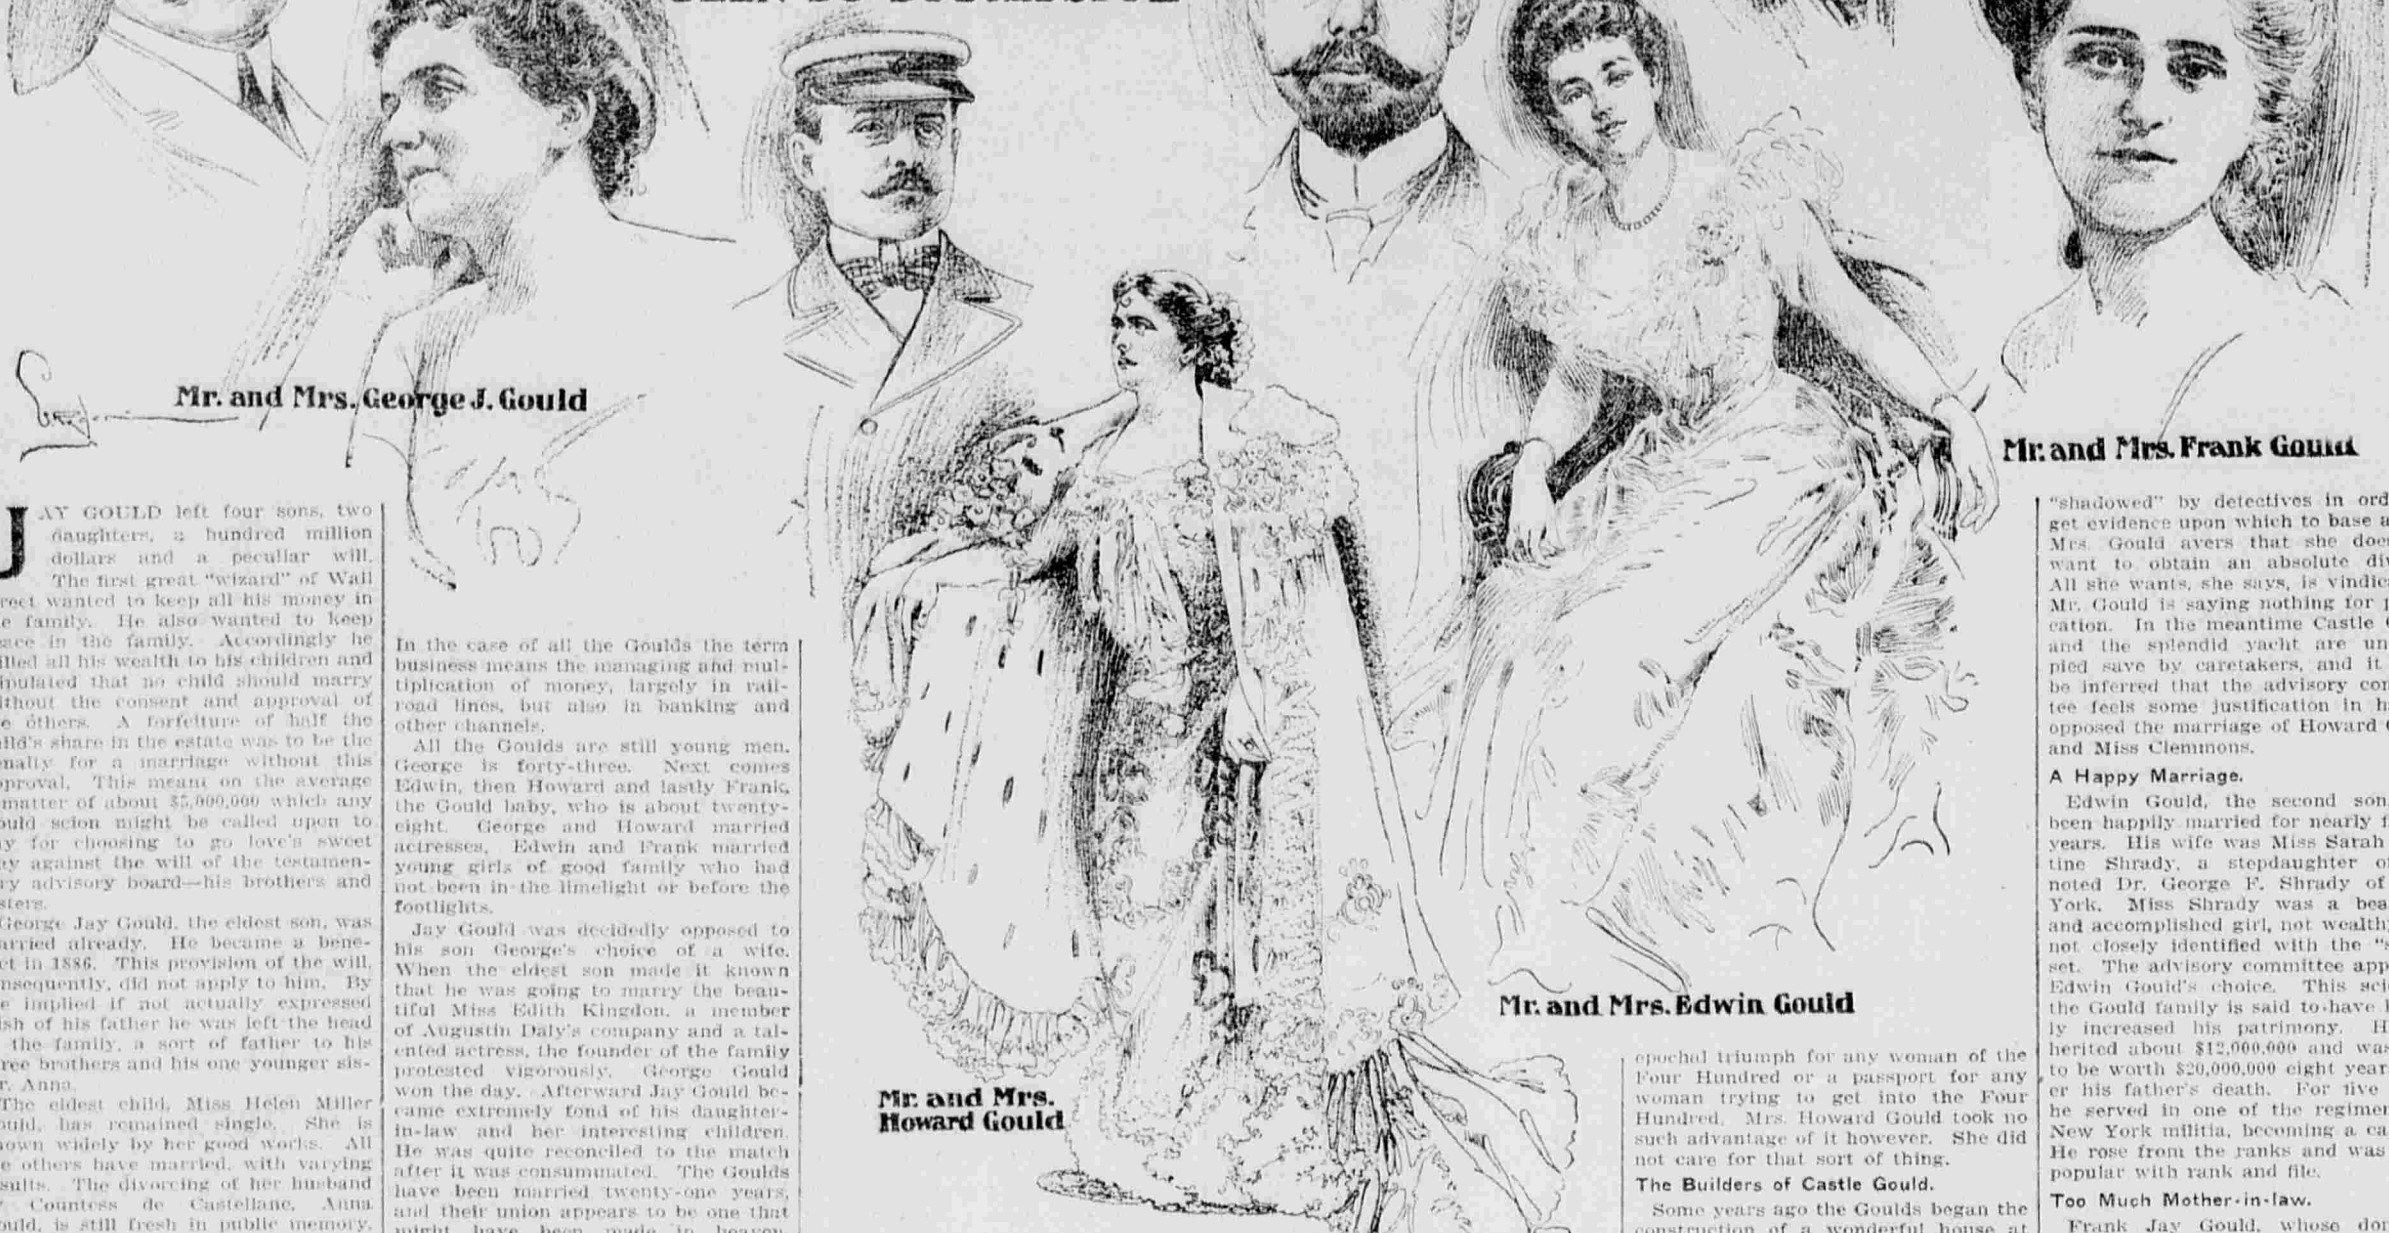 Mr. and Mrs. George J. Gould
Mr. and Mrs. Frank
JAY GOULD left four sons, two
daughters, a hundred million
dollars and a peculiar will.
The first great "wizard" of Wall
wanted to keep all his money in
family. He also wanted to keep
in the family. Accordingly he
all his wealth to his children and
that no child should marry
the consent and approval of
others. A forfeiture of half the
share in the estate was to be the
for a marriage without this
This meant on the average
matter of about $5,000,000 which any
scion might be called upon to
for choosing to go love's sweet
against the will of the testamen-
advisory board—his brothers and
George Jay Gould, the eldest son, was
already. He became a bene-
in 1886. This provision of the will,
did not apply to him. By
implied if not actually expressed
of his father he was left the head
the family, a sort of father to his
brothers and his one younger sis-
Anna.
The eldest child, Miss Helen Miller
has remained single. She is
widely by her good works. All
others have married, with varying
The divorcing of her husband
Countess de Castellane, Anna
is still fresh in public memory.
In the case of all the Goulds the term
business means the managing and mul-
tiplication of money, largely in rail-
road lines, but also in banking and
other channels.
All the Goulds are still young men.
George is forty-three. Next comes
Edwin, then Howard and lastly Frank,
the Gould baby, who is about twenty-
eight. George and Howard married
actresses. Edwin and Frank married
young girls of good family who had
not been in the limelight or before the
footlights.
Jay Gould was decidedly opposed to
his son George's choice of a wife.
When the eldest son made it known
that he was going to marry the beau-
tiful Miss Edith Kingdon, a member
of Augustin Daly's company and a tal-
ented actress, the founder of the family
protested vigorously. George Gould
won the day. Afterward Jay Gould be-
came extremely fond of his daughter-
in-law and her interesting children.
He was quite reconciled to the match
after it was consummated. The Goulds
have been married twenty-one years,
and their union appears to be one that
might have been made in heaven.
Mr. and Mrs.
Howard Gould
Mr. and Mrs. Edwin Gould
epochal triumph for any woman of the
Four Hundred or a passport for any
woman trying to get into the Four
Hundred. Mrs. Howard Gould took no
such advantage of it however. She did
not care for that sort of thing.
The Builders of Castle Gould.
Some years ago the Goulds began the
construction of a wonderful house at
"shadowed" by detectives in
get evidence upon which to base
Mrs. Gould avers that she
want to obtain an absolute
All she wants, she says, is
Mr. Gould is saying nothing for
cation. In the meantime Castle
and the splendid yacht are
pied save by caretakers, and it
be inferred that the advisory
tee feels some justification in
opposed the marriage of Howard
and Miss Clemmons.
A Happy Marriage.
Edwin Gould, the second son,
been happily married for nearly
years. His wife was Miss Sarah
tine Shrady, a stepdaughter
noted Dr. George F. Shrady of
York. Miss Shrady was a
and accomplished girl, not
not closely identified with the
set. The advisory committee
Edwin Gould's choice. This
the Gould family is said to have
ly increased his patrimony.
herited about $12,000,000 and was
to be worth $20,000,000 eight
er his father's death. For five
he served in one of the
New York militia, becoming a
He rose from the ranks and was
popular with rank and file.
Too Much Mother-in-law.
Frank Jay Gould, whose